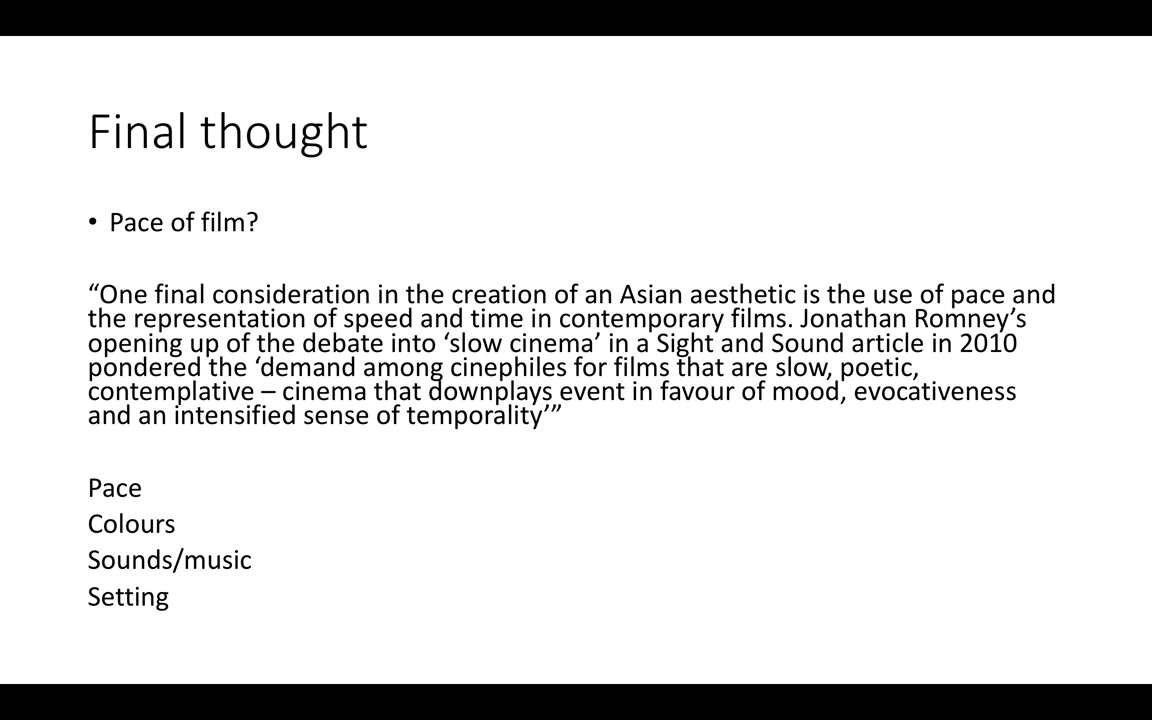 Final thought
• Pace of film?
“One final consideration in the creation of an Asian aesthetic is the use of pace and
the representation of speed and time in contemporary films. Jonathan Romney’s
opening up of the debate into ‘slow cinema’ in a Sight and Sound article in 2010
pondered the ‘demand among cinephiles for films that are slow, poetic,
contemplative – cinema that downplays event in favour of mood, evocativeness
and an intensified sense of temporality’”
Pace
Colours
Sounds/music
Setting